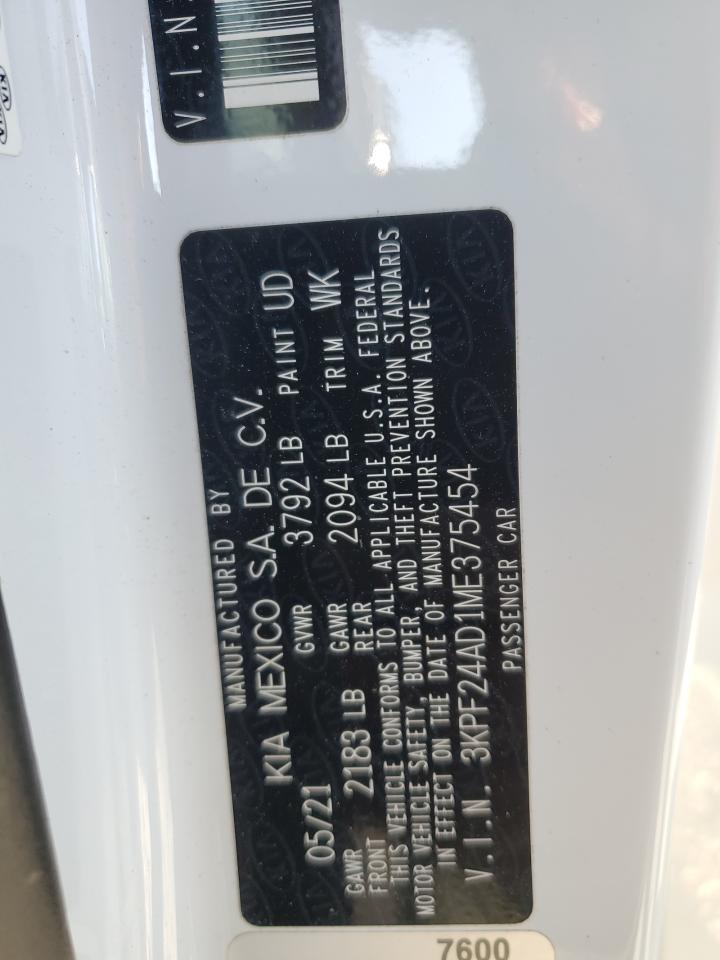 V.I.N.
MANUFACTURED BY
KIA MEXICO S.A. DE C.V.
05/21 GVWR 3792 LB PAINT UD
GAWR FRONT 2183 LB GAWR REAR 2094 LB TRIM WK
THIS VEHICLE CONFORMS TO ALL APPLICABLE U.S.A. FEDERAL
MOTOR VEHICLE SAFETY, BUMPER, AND THEFT PREVENTION STANDARDS
IN EFFECT ON THE DATE OF MANUFACTURE SHOWN ABOVE.
V.I.N. 3KPF24AD1ME375454
PASSENGER CAR
7600
KIA